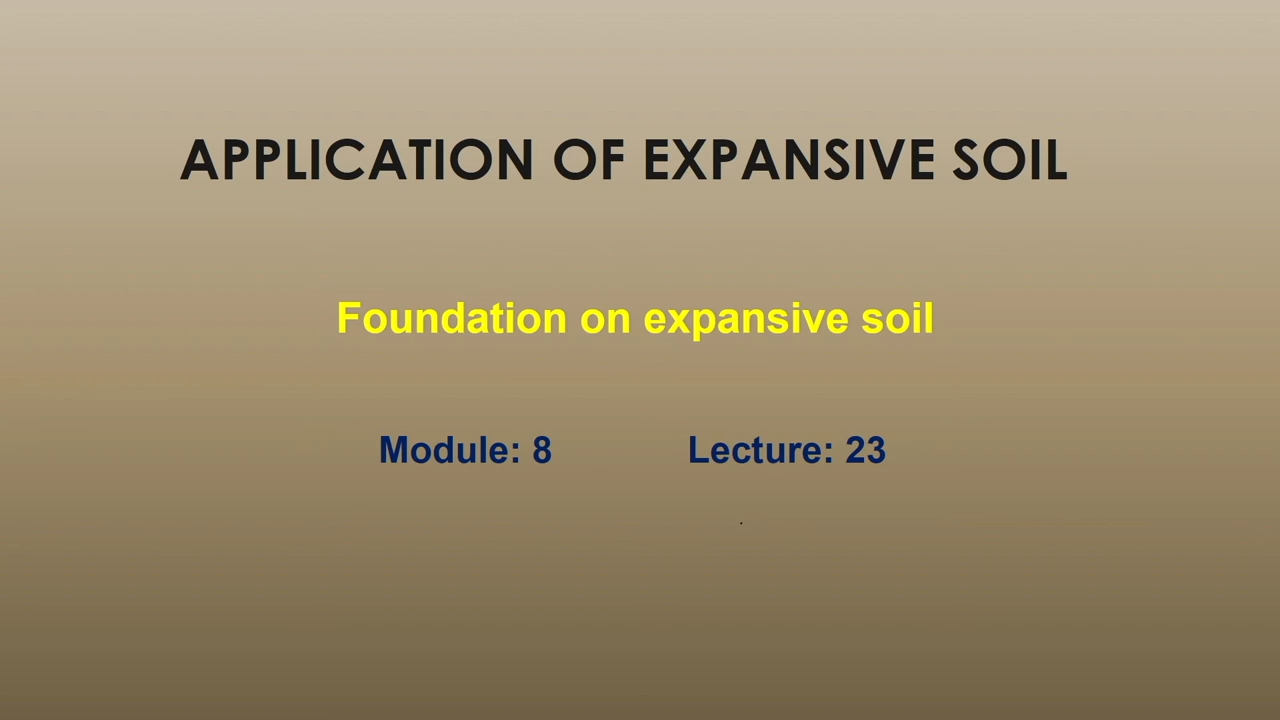 APPLICATION OF EXPANSIVE SOIL
Foundation on expansive soil
Module: 8 Lecture: 23